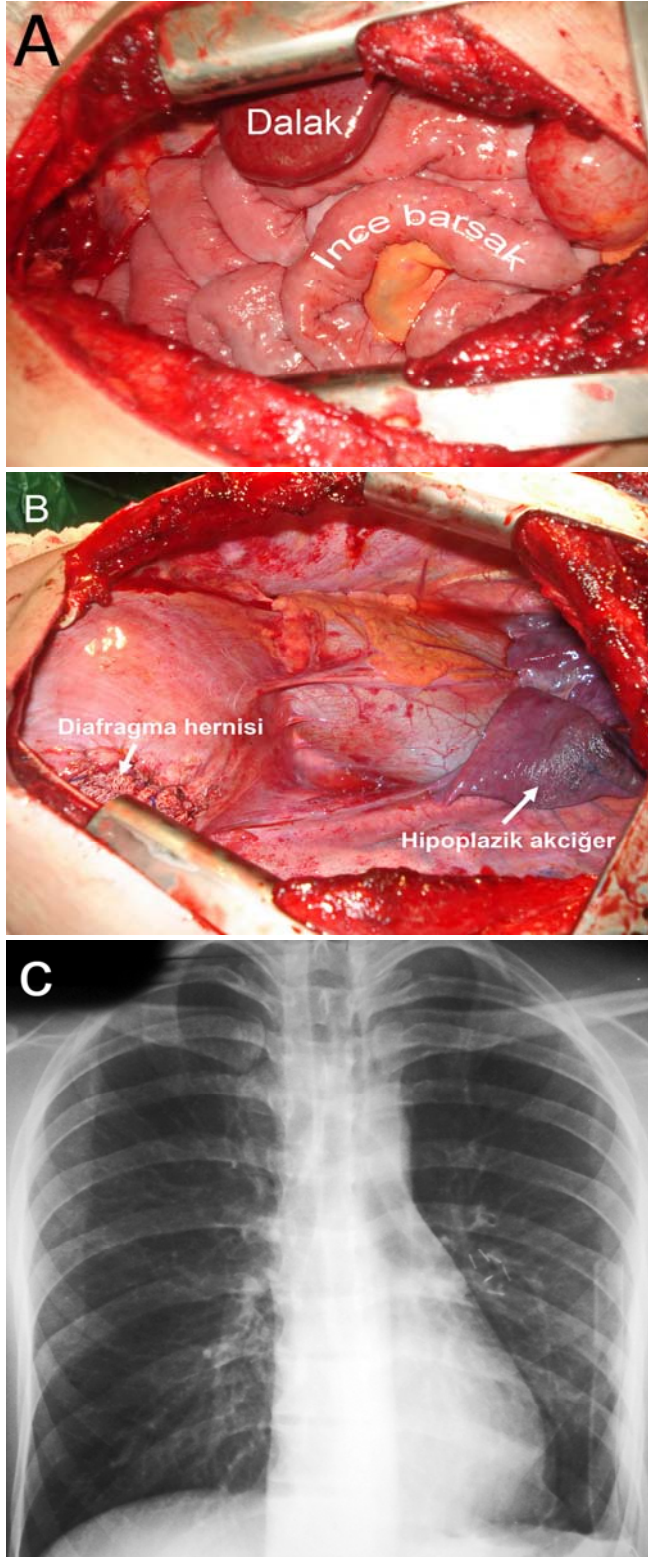 A
Dalak
İnce barsak
B
Diafragma hernisi
Hipoplazik akciğer
C